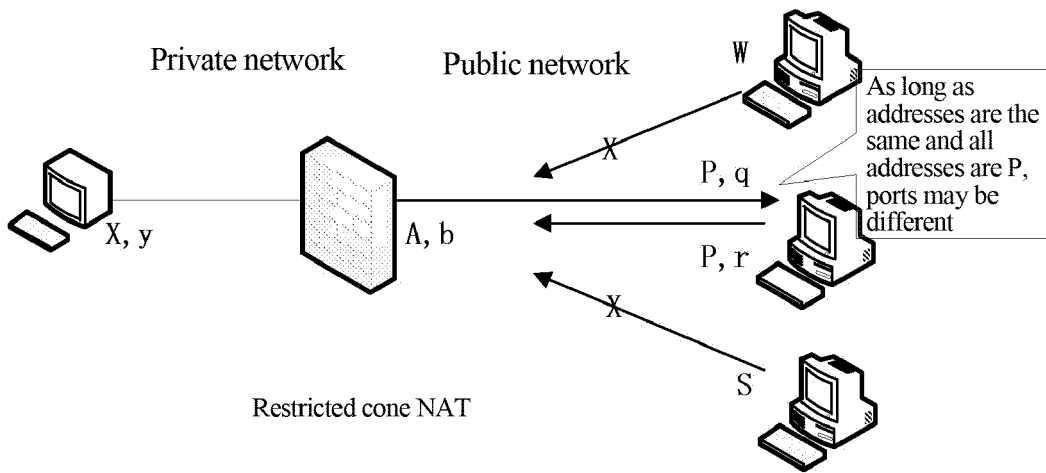 Private network
Public network
W
As long as
addresses are the
same and all
addresses are P,
ports may be
different
X
P, q
X, y
A, b
P, r
X
S
Restricted cone NAT